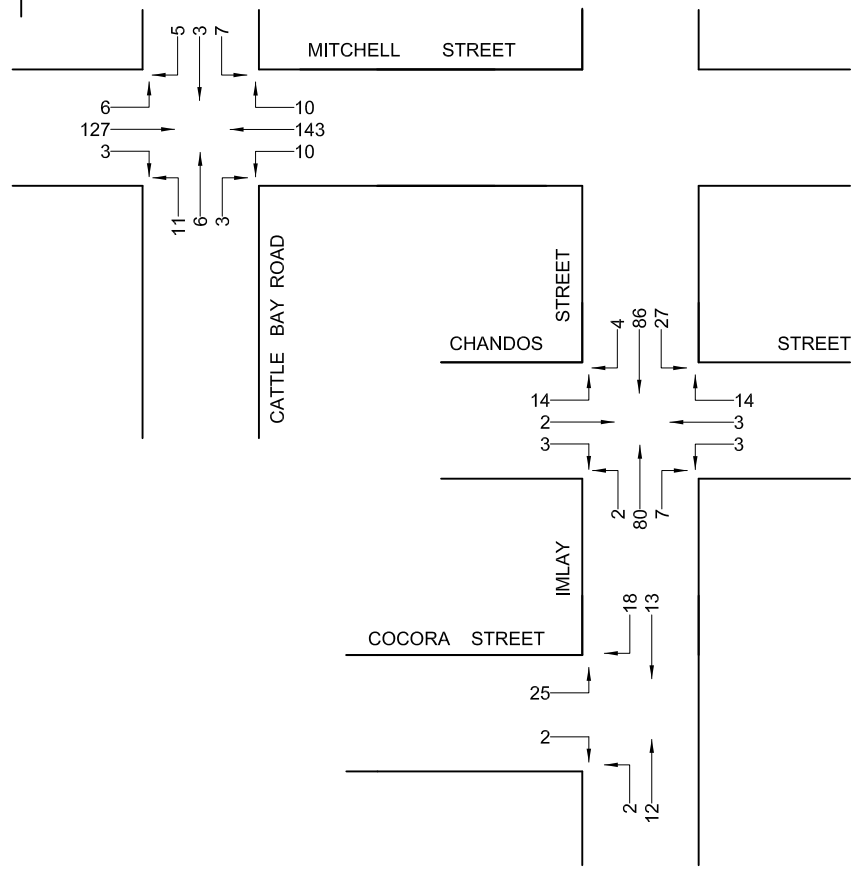 5 3 7
MITCHELL STREET
6 10
127 143
3 10
11 6 3
CATTLE BAY ROAD
STREET
4 86 27
CHANDOS STREET
14 14
2 3
3 3
2 80 7
IMLAY
18 13
COCORA STREET
25
2
2 12